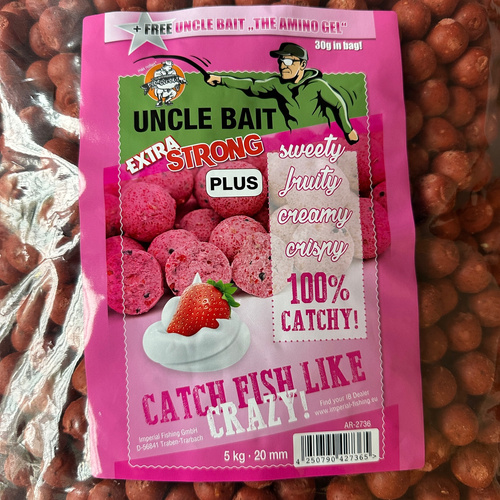 + FREE UNCLE BAIT „THE AMINO GEL"
30g in bag!
UNCLE BAIT
EXTRA STRONG
PLUS
sweety
fruity
creamy
crispy
100%
CATCHY!
CATCH FISH LIKE
CRAZY!
Imperial Fishing GmbH
D-56841 Traben-Trarbach
Find your IB Dealer
www.imperial-fishing.eu
5 kg · 20 mm
AR-2736
4 250790 427365 >